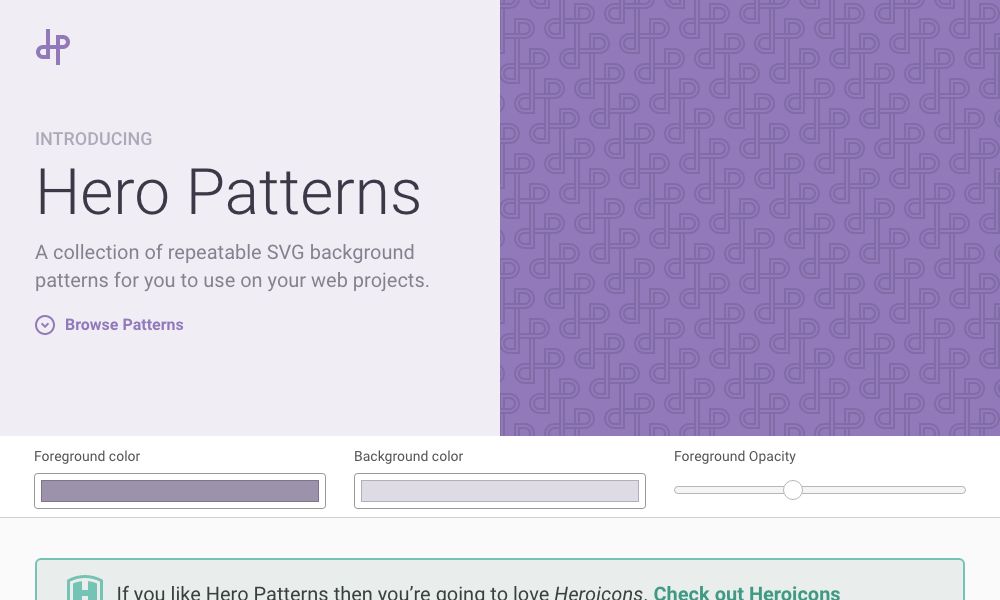 INTRODUCING
Hero Patterns
A collection of repeatable SVG background
patterns for you to use on your web projects.
Browse Patterns
Foreground color
Background color
Foreground Opacity
If you like Hero Patterns then you’re going to love Heroicons. Check out Heroicons